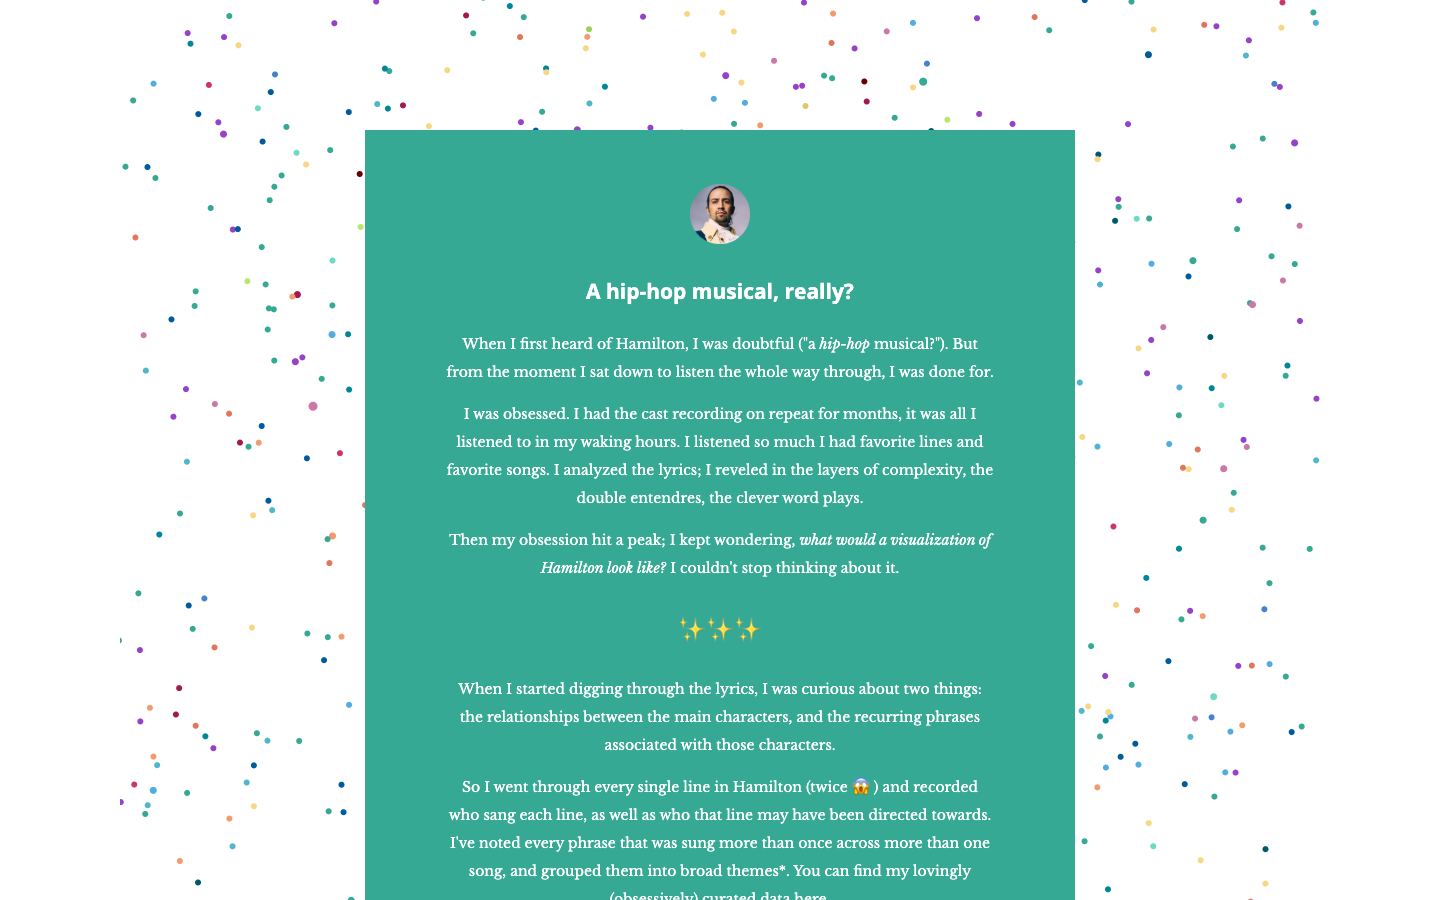 A hip-hop musical, really?
When I first heard of Hamilton, I was doubtful ("a hip-hop musical?"). But
from the moment I sat down to listen the whole way through, I was done for.
I was obsessed. I had the cast recording on repeat for months, it was all I
listened to in my waking hours. I listened so much I had favorite lines and
favorite songs. I analyzed the lyrics; I reveled in the layers of complexity, the
double entendres, the clever word plays.
Then my obsession hit a peak; I kept wondering, what would a visualization of
Hamilton look like? I couldn't stop thinking about it.
✨✨✨
When I started digging through the lyrics, I was curious about two things:
the relationships between the main characters, and the recurring phrases
associated with those characters.
So I went through every single line in Hamilton (twice 😱 ) and recorded
who sang each line, as well as who that line may have been directed towards.
I've noted every phrase that was sung more than once across more than one
song, and grouped them into broad themes*. You can find my lovingly
(obsessively) curated data here.